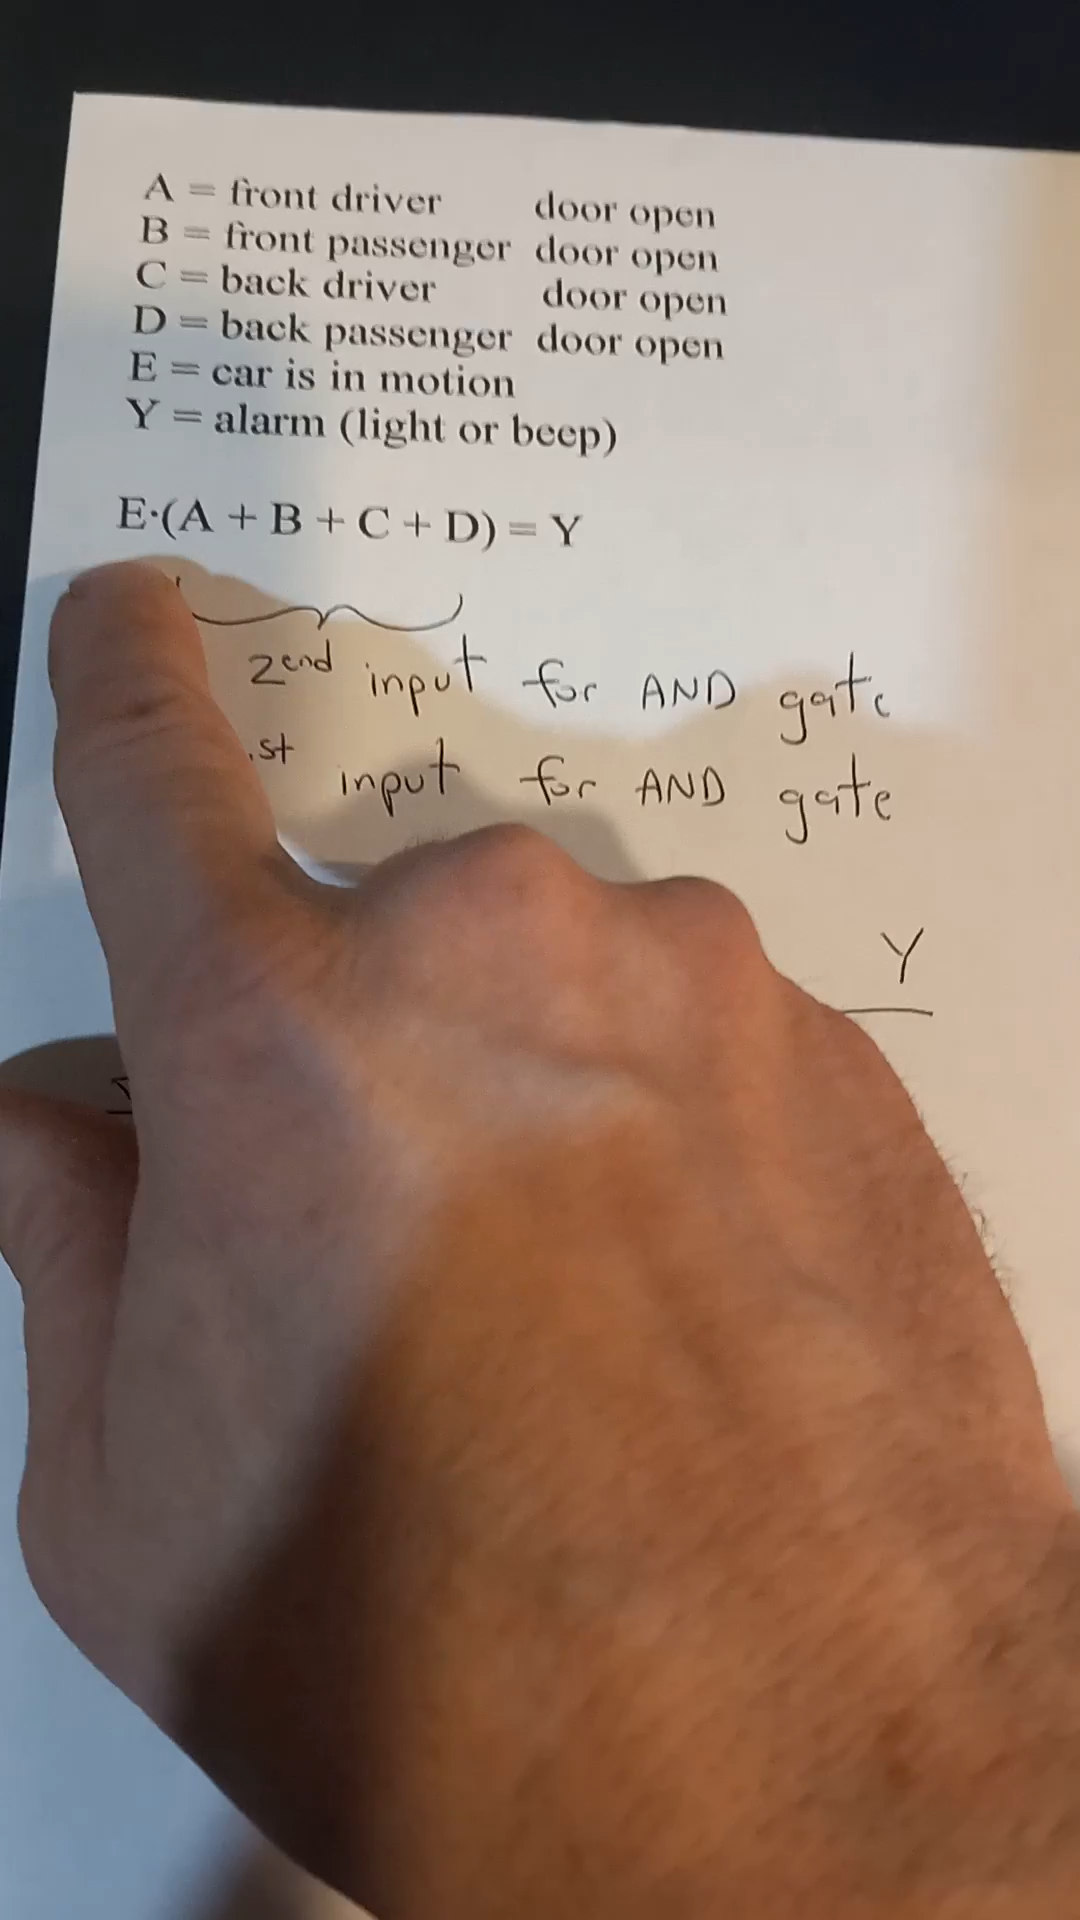 A = front driver door open
B = front passenger door open
C = back driver door open
D = back passenger door open
E = car is in motion
Y = alarm (light or beep)
E·(A + B + C + D) = Y
2end input for AND gate
st input for AND gate
Y